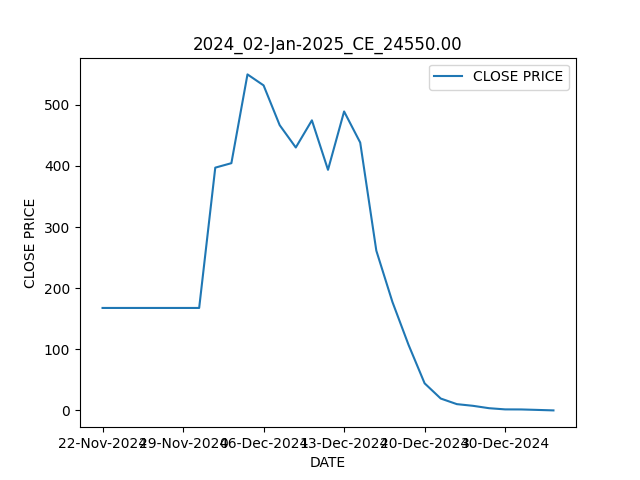 2024_02-Jan-2025_CE_24550.00
CLOSE PRICE
500
400
300
200
100
0
CLOSE PRICE
22-Nov-2024 29-Nov-2024 06-Dec-2024 13-Dec-2024 20-Dec-2024 30-Dec-2024
DATE